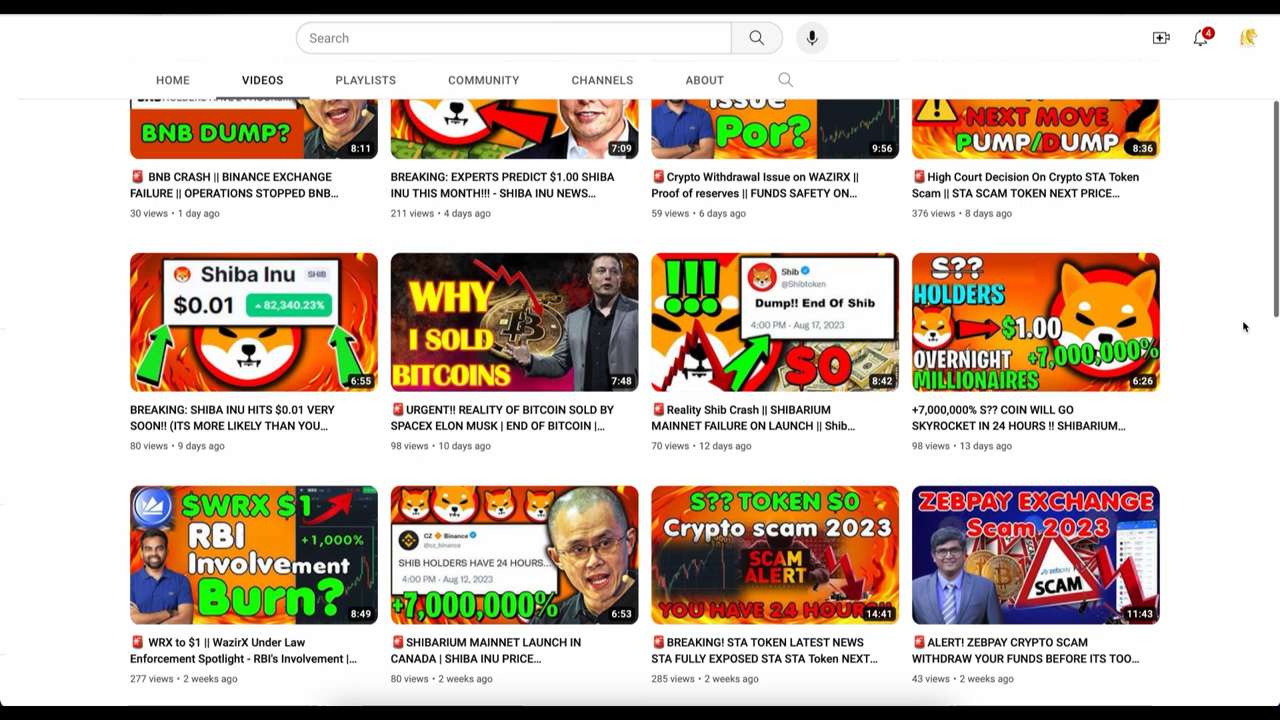 Search
4
HOME
VIDEOS
PLAYLISTS
COMMUNITY
CHANNELS
ABOUT
BNB DUMP?
8:11
7:09
Issue
Por?
9:56
NEXT MOVE
PUMP/DUMP
8:36
🚨 BNB CRASH || BINANCE EXCHANGE
FAILURE || OPERATIONS STOPPED BNB...
30 views • 1 day ago
BREAKING: EXPERTS PREDICT $1.00 SHIBA
INU THIS MONTH!!! - SHIBA INU NEWS...
211 views • 4 days ago
🚨Crypto Withdrawal Issue on WAZIRX ||
Proof of reserves || FUNDS SAFETY ON...
59 views • 6 days ago
🚨High Court Decision On Crypto STA Token
Scam || STA SCAM TOKEN NEXT PRICE...
376 views • 8 days ago
Shiba Inu SHIB
$0.01 82,340.23%
6:55
WHY
I SOLD
BITCOINS
7:48
!!!
Shib
@Shibtoken
Dump!! End Of Shib
4:00 PM - Aug 17, 2023
$0
8:42
S??
HOLDERS
$1.00
OVERNIGHT +7,000,000%
MILLIONAIRES
6:26
BREAKING: SHIBA INU HITS $0.01 VERY
SOON!! (ITS MORE LIKELY THAN YOU...
80 views • 9 days ago
🚨URGENT!! REALITY OF BITCOIN SOLD BY
SPACEX ELON MUSK | END OF BITCOIN |...
98 views • 10 days ago
🚨Reality Shib Crash || SHIBARIUM
MAINNET FAILURE ON LAUNCH || Shib...
70 views • 12 days ago
+7,000,000% S?? COIN WILL GO
SKYROCKET IN 24 HOURS !! SHIBARIUM...
98 views • 13 days ago
$WRX $1
RBI +1,000%
Involvement
Burn?
8:49
CZ Binance
@cz_binance
SHIB HOLDERS HAVE 24 HOURS...
4:00 PM - Aug 12, 2023
+7,000,000%
6:53
S?? TOKEN $0
Crypto scam 2023
SCAM
ALERT
YOU HAVE 24 HOUR
14:41
ZEBPAY EXCHANGE
Scam 2023
zebpay
SCAM
11:43
🚨 WRX to $1 || WazirX Under Law
Enforcement Spotlight - RBI's Involvement |...
277 views • 2 weeks ago
🚨SHIBARIUM MAINNET LAUNCH IN
CANADA | SHIBA INU PRICE...
80 views • 2 weeks ago
🚨BREAKING! STA TOKEN LATEST NEWS
STA FULLY EXPOSED STA STA Token NEXT...
285 views • 2 weeks ago
🚨ALERT! ZEBPAY CRYPTO SCAM
WITHDRAW YOUR FUNDS BEFORE ITS TOO...
43 views • 2 weeks ago